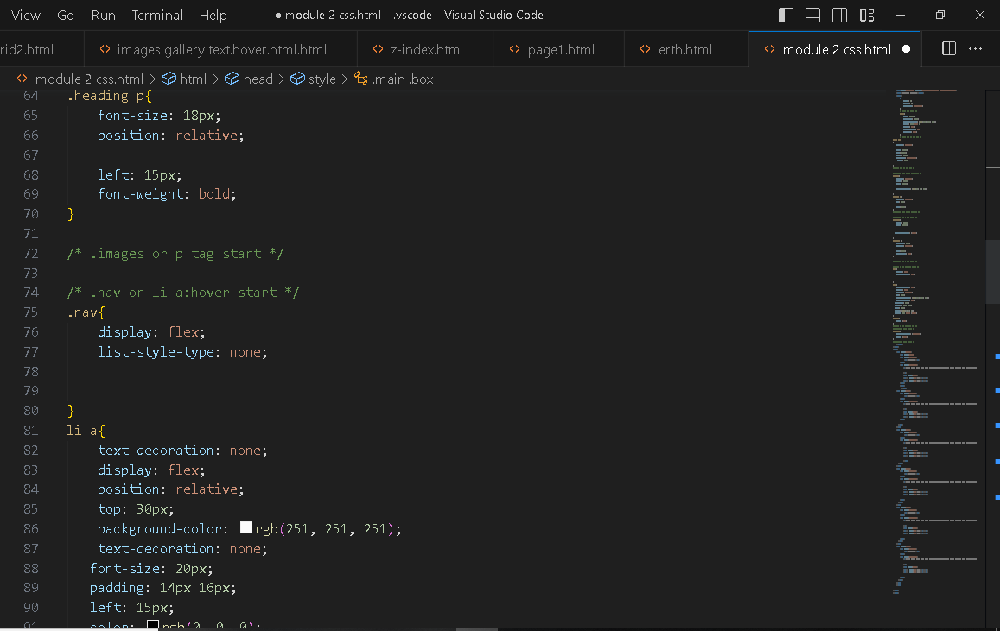 View Go Run Terminal Help ● module 2 css.html - .vscode - Visual Studio Code
rid2.html <> images gallery text.hover.html.html <> z-index.html <> page1.html <> erth.html <> module 2 css.html ● ···
<> module 2 css.html > html > head > style > .main .box
64 .heading p{
65 font-size: 18px;
66 position: relative;
67
68 left: 15px;
69 font-weight: bold;
70 }
71
72 /* .images or p tag start */
73
74 /* .nav or li a:hover start */
75 .nav{
76 display: flex;
77 list-style-type: none;
78
79
80 }
81 li a{
82 text-decoration: none;
83 display: flex;
84 position: relative;
85 top: 30px;
86 background-color: rgb(251, 251, 251);
87 text-decoration: none;
88 font-size: 20px;
89 padding: 14px 16px;
90 left: 15px;
91 color: rgb(0, 0, 0);